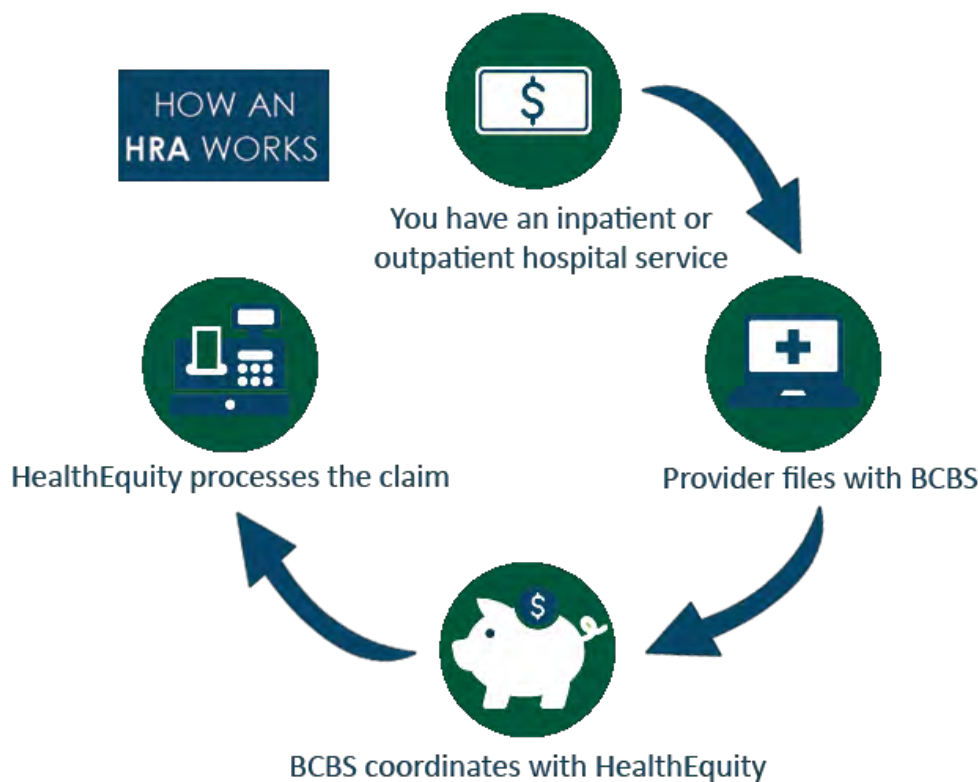 HOW AN
HRA WORKS
$
You have an inpatient or
outpatient hospital service
Provider files with BCBS
$
BCBS coordinates with HealthEquity
HealthEquity processes the claim